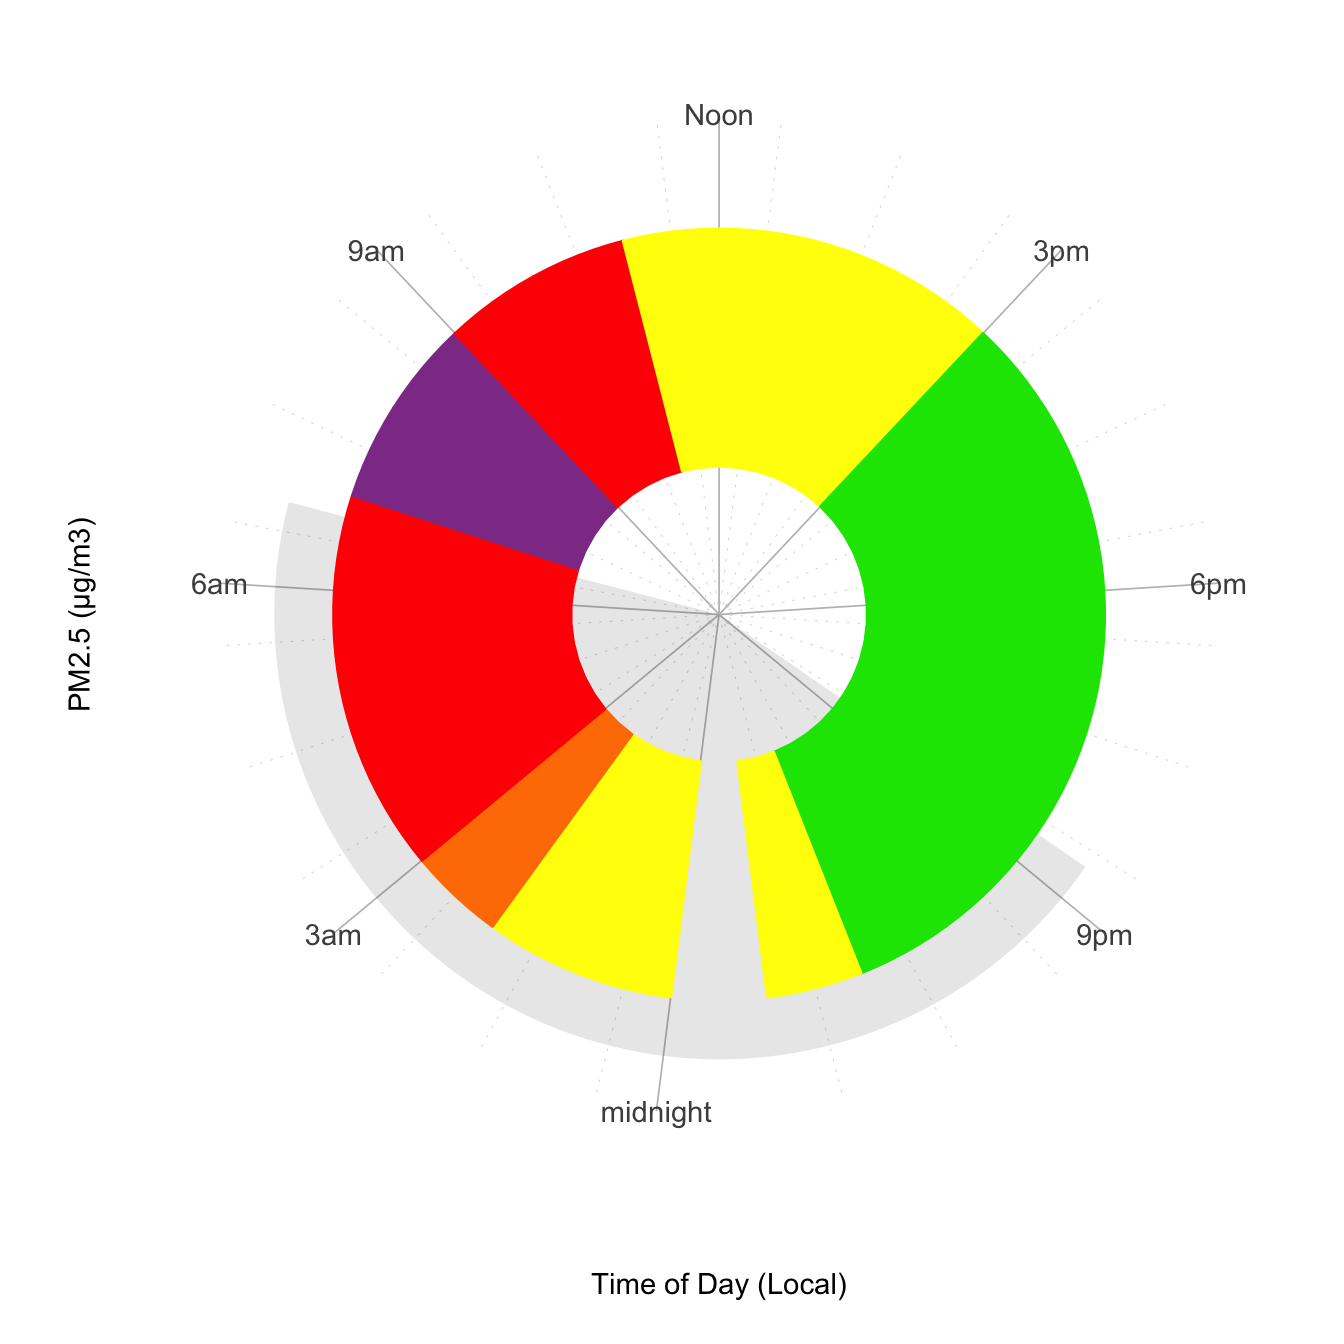 Noon
9am
3pm
6am
6pm
3am
9pm
midnight
PM2.5 (µg/m3)
Time of Day (Local)